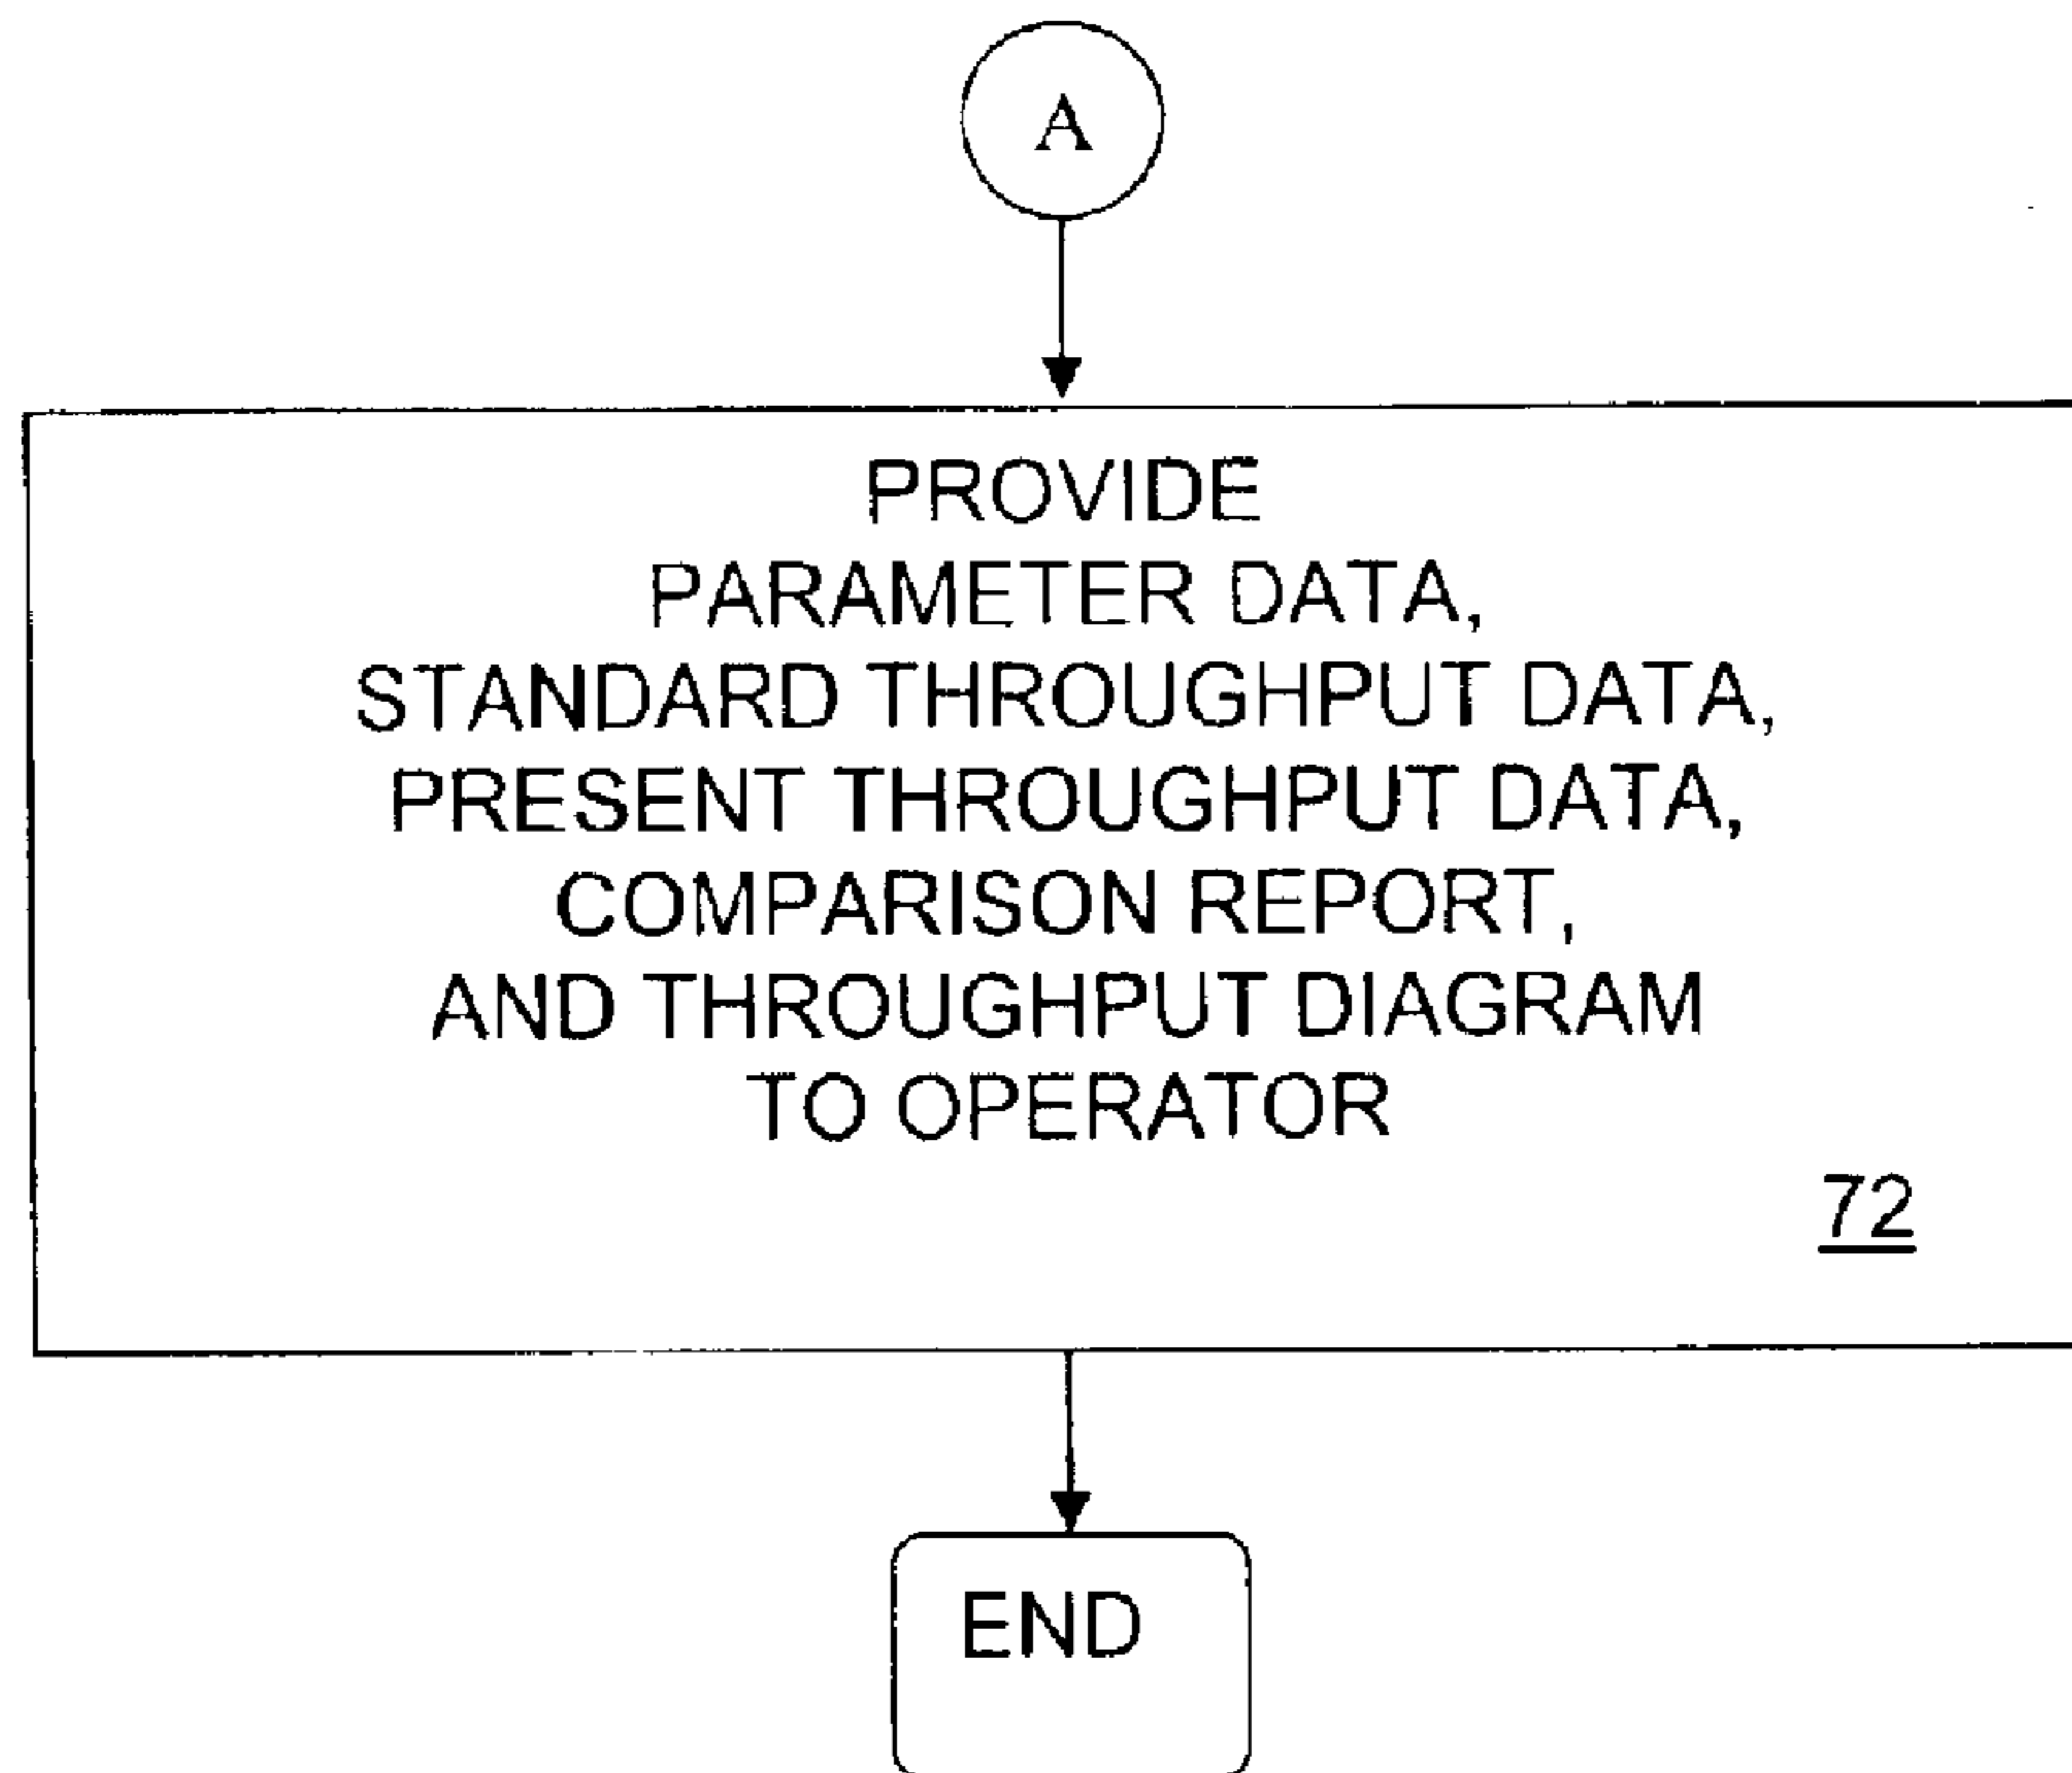 A
PROVIDE
PARAMETER DATA,
STANDARD THROUGHPUT DATA,
PRESENT THROUGHPUT DATA,
COMPARISON REPORT,
AND THROUGHPUT DIAGRAM
TO OPERATOR
72
END